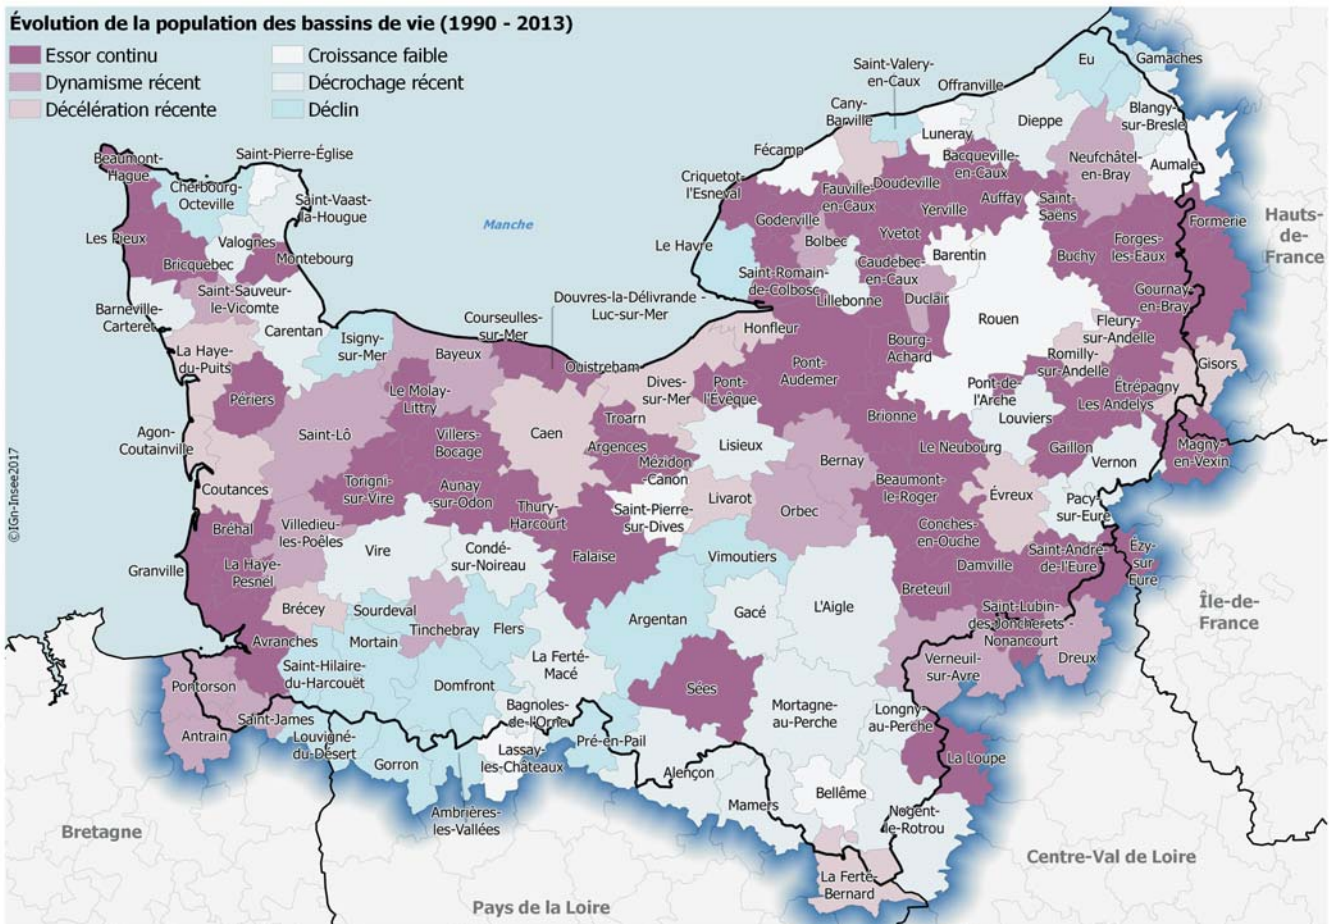 Évolution de la population des bassins de vie (1990 - 2013)
Essor continu
Croissance faible
Dynamisme récent
Décrochage récent
Décélération récente
Déclin
Eu
Gamaches
Saint-Valery-
en-Caux
Offranville
Cany-
Barville
Dieppe
Blangy-
sur-Bresle
Luneray
Fécamp
Bacqueville-
en-Caux
Neufchâtel-
en-Bray
Aumale
Beaumont-
Hague
Saint-Pierre-Église
Cherbourg-
Octeville
Saint-Vaast-
la-Hougue
Criquetot-
l'Esneval
Fauville-
en-Caux
Doudeville
Auffay
Saint-
Saëns
Formerie
Hauts-
de-
France
Manche
Goderville
Yerville
Yvetot
Les Pieux
Valognes
Montebourg
Bricquebec
Le Havre
Bolbec
Barentin
Buchy
Forges-
les-Eaux
Saint-Romain-
de-Colbosc
Caudebec-
en-Caux
Lillebonne
Duclair
Gournay-
en-Bray
Saint-Sauveur-
le-Vicomte
Barneville-
Carteret
Carentan
Isigny-
sur-Mer
Douvres-la-Délivrande -
Luc-sur-Mer
Courseulles-
sur-Mer
Honfleur
Rouen
Fleury-
sur-Andelle
La Haye-
du-Puits
Bayeux
Ouistreham
Bourg-
Achard
Romilly-
sur-Andelle
Gisors
Périers
Le Molay-
Littry
Dives-
sur-Mer
Pont-
l'Évêque
Pont-
Audemer
Pont-de-
l'Arche
Étrépagny
Les Andelys
Troarn
Brionne
Louviers
Agon-
Coutainville
Saint-Lô
Villers-
Bocage
Caen
Argences
Lisieux
Le Neubourg
Gaillon
Vernon
Magny-
en-Vexin
Mézidon
-Canon
Bernay
Coutances
Torigni-
sur-Vire
Aunay
-sur-Odon
Livarot
Beaumont-
le-Roger
Évreux
Pacy-
sur-Eure
Thury-
Harcourt
Saint-Pierre-
sur-Dives
Orbec
©IGn-Insee2017
Bréhal
Villedieu-
les-Poêles
Vire
Condé-
sur-Noireau
Falaise
Vimoutiers
Conches-
en-Ouche
Damville
Saint-André-
de-l'Eure
Ézy-
sur
Eure
Granville
La Haye-
Pesnel
Breteuil
Brécey
Sourdeval
Tinchebray
Flers
Argentan
Gacé
L'Aigle
Saint-Lubin-
des-Joncherets -
Nonancourt
Île-de-
France
Avranches
Mortain
Dreux
Saint-Hilaire-
du-Harcouët
La Ferté-
Macé
Verneuil-
sur-Avre
Pontorson
Domfront
Sées
Mortagne-
au-Perche
Longny-
au-Perche
Saint-James
Bagnoles-
de-l'Orne
Antrain
Louvigné-
du-Désert
Gorron
Lassay-
les-Châteaux
Pré-en-Pail
Alençon
La Loupe
Ambrières-
les-Vallées
Mamers
Bellême
Nogent-
le-Rotrou
Bretagne
La Ferté-
Bernard
Centre-Val de Loire
Pays de la Loire